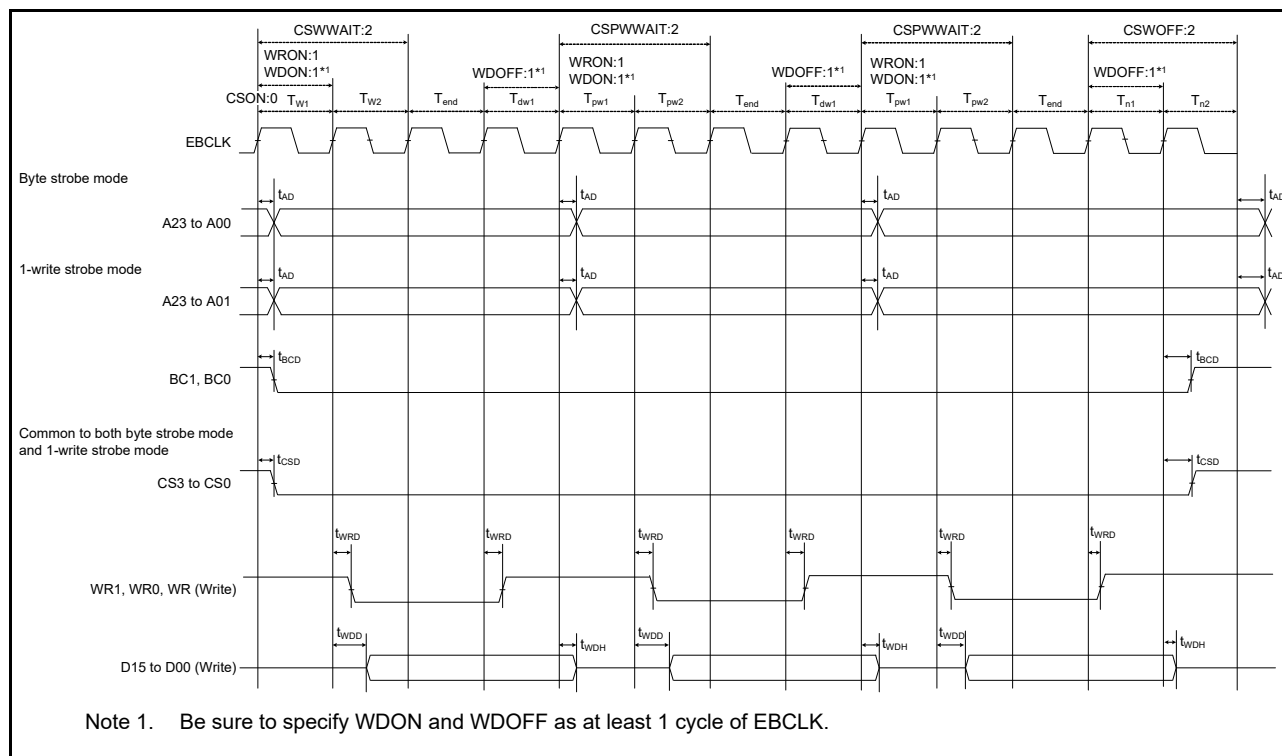 CSWWAIT:2 CSPWWAIT:2 CSPWWAIT:2 CSWOFF:2
WRON:1 WRON:1 WRON:1
WDON:1*1 WDOFF:1*1 WDON:1*1 WDOFF:1*1 WDON:1*1 WDOFF:1*1
CSON:0 TW1 TW2 Tend Tdw1 Tpw1 Tpw2 Tend Tdw1 Tpw1 Tpw2 Tend Tn1 Tn2
EBCLK
Byte strobe mode
tAD tAD tAD tAD
A23 to A00
1-write strobe mode
tAD tAD tAD tAD
A23 to A01
tBCD tBCD
BC1, BC0
Common to both byte strobe mode
and 1-write strobe mode
tCSD tCSD
CS3 to CS0
tWRD tWRD tWRD tWRD tWRD tWRD
WR1, WR0, WR (Write)
tWDD tWDH tWDD tWDH tWDD tWDH
D15 to D00 (Write)
Note 1. Be sure to specify WDON and WDOFF as at least 1 cycle of EBCLK.